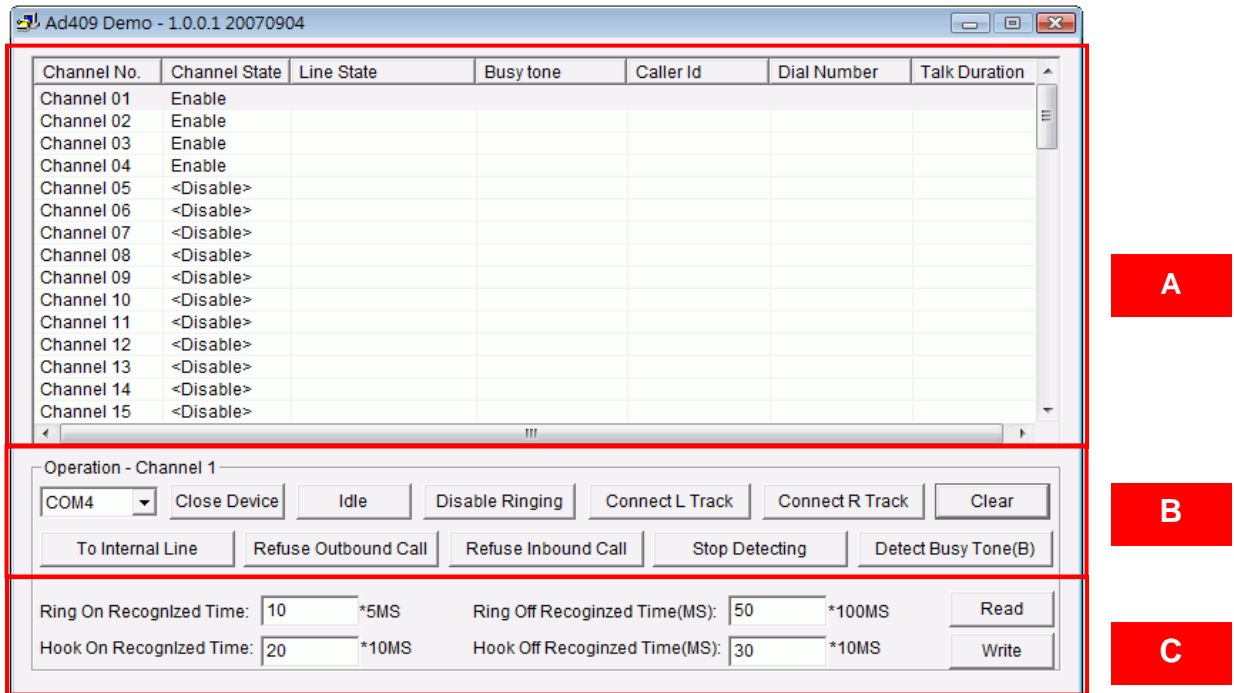 Ad409 Demo - 1.0.0.1 20070904
Channel No. Channel State Line State Busy tone Caller Id Dial Number Talk Duration
Channel 01 Enable
Channel 02 Enable
Channel 03 Enable
Channel 04 Enable
Channel 05 <Disable>
Channel 06 <Disable>
Channel 07 <Disable>
Channel 08 <Disable>
Channel 09 <Disable>
Channel 10 <Disable>
Channel 11 <Disable>
Channel 12 <Disable>
Channel 13 <Disable>
Channel 14 <Disable>
Channel 15 <Disable>
A
Operation - Channel 1
COM4 Close Device Idle Disable Ringing Connect L Track Connect R Track Clear
To Internal Line Refuse Outbound Call Refuse Inbound Call Stop Detecting Detect Busy Tone(B)
B
Ring On RecognIzed Time: 10 *5MS Ring Off Recoginzed Time(MS): 50 *100MS Read
Hook On RecognIzed Time: 20 *10MS Hook Off Recoginzed Time(MS): 30 *10MS Write
C